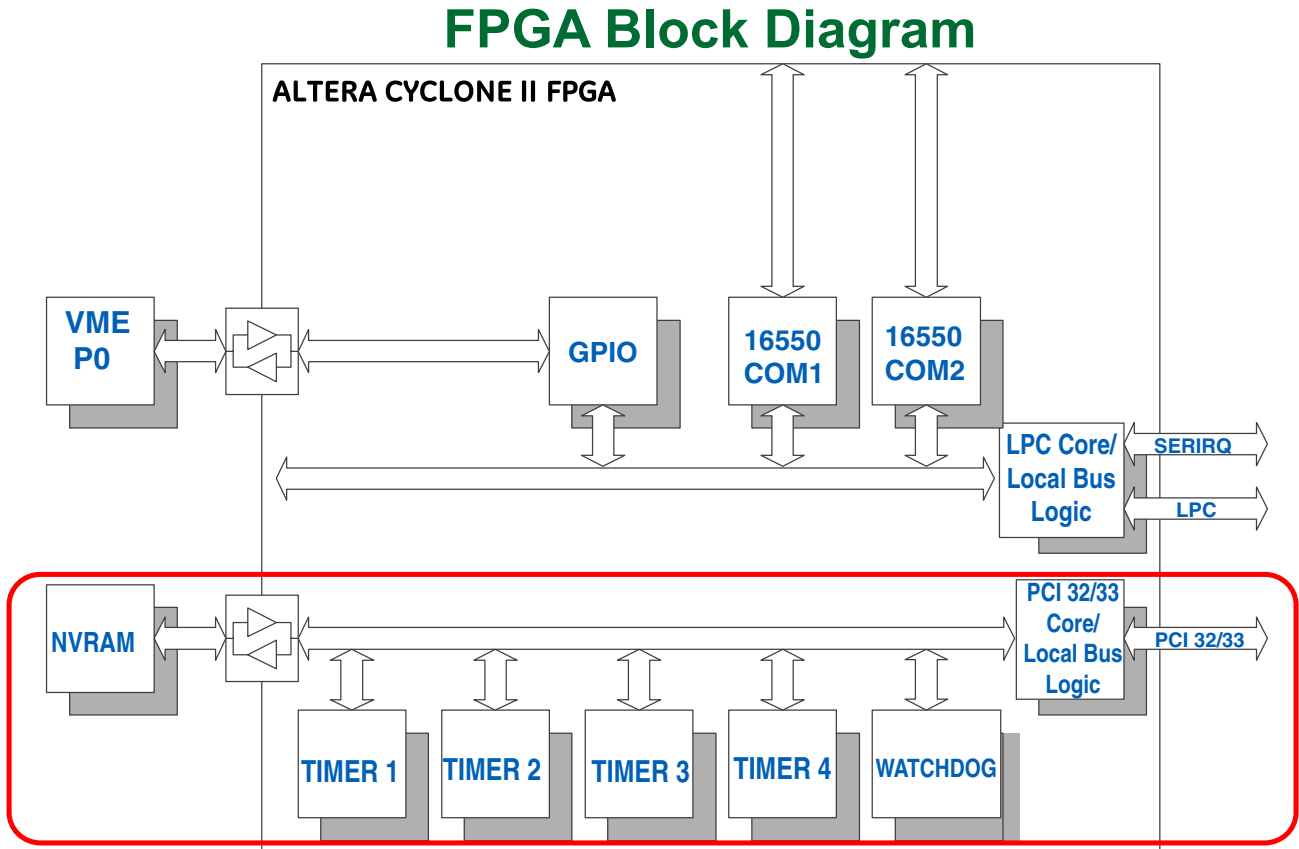 FPGA Block Diagram
ALTERA CYCLONE II FPGA
VME
P0
GPIO
16550
COM1
16550
COM2
LPC Core/
Local Bus
Logic
SERIRQ
LPC
NVRAM
PCI 32/33
Core/
Local Bus
Logic
PCI 32/33
TIMER 1
TIMER 2
TIMER 3
TIMER 4
WATCHDOG